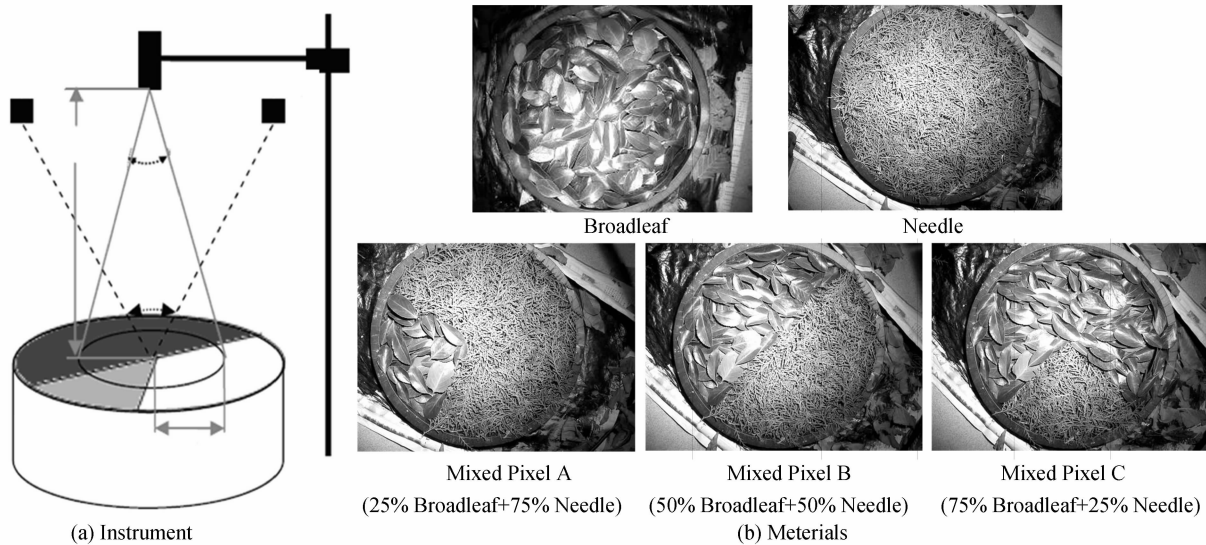 Broadleaf
Needle
Mixed Pixel A
Mixed Pixel B
Mixed Pixel C
(25% Broadleaf+75% Needle)
(50% Broadleaf+50% Needle)
(75% Broadleaf+25% Needle)
(a) Instrument
(b) Meterials